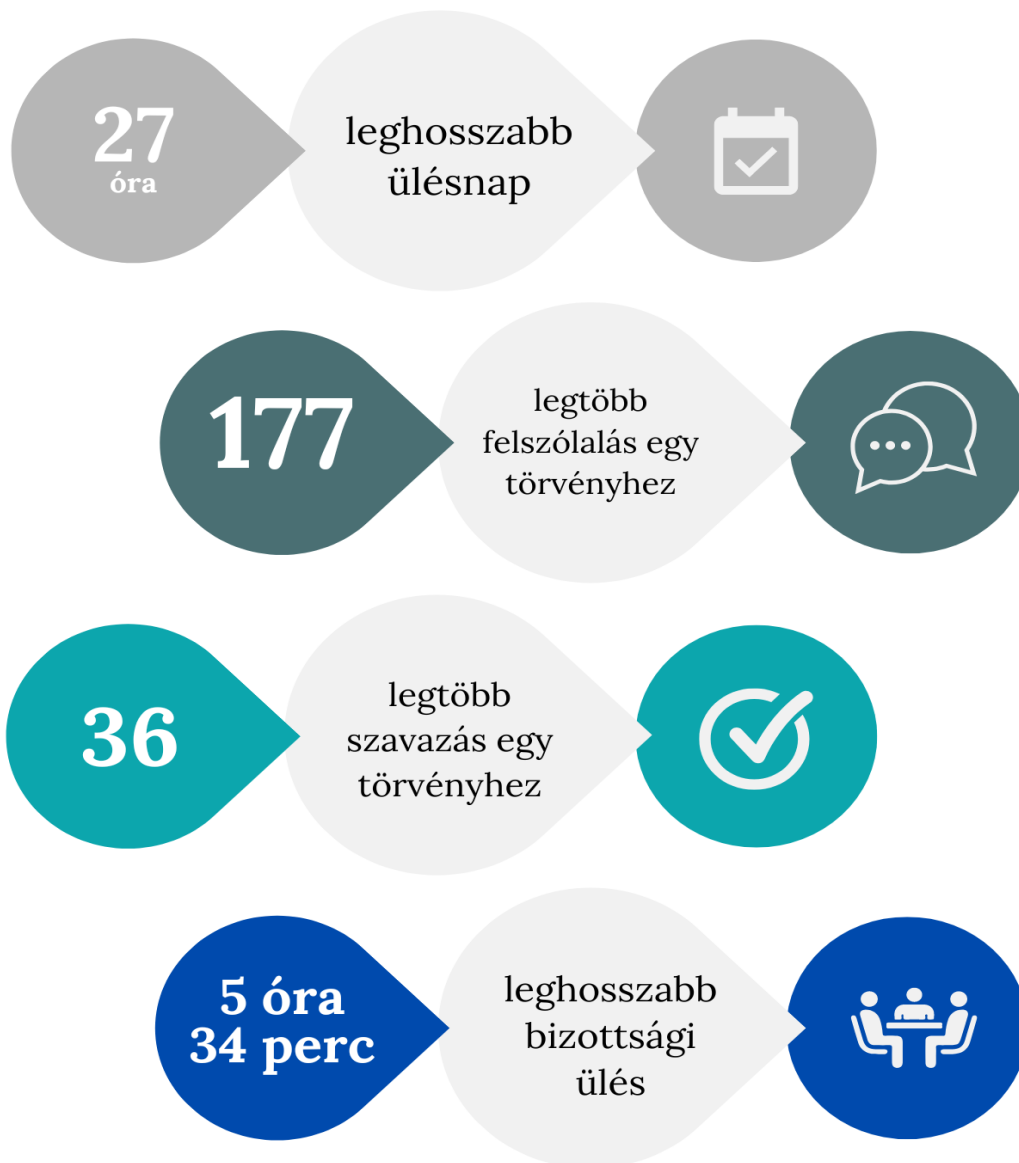 27
óra
leghosszabb
ülésnap
177
legtöbb
felszólalás egy
törvényhez
36
legtöbb
szavazás egy
törvényhez
5 óra
34 perc
leghosszabb
bizottsági
ülés